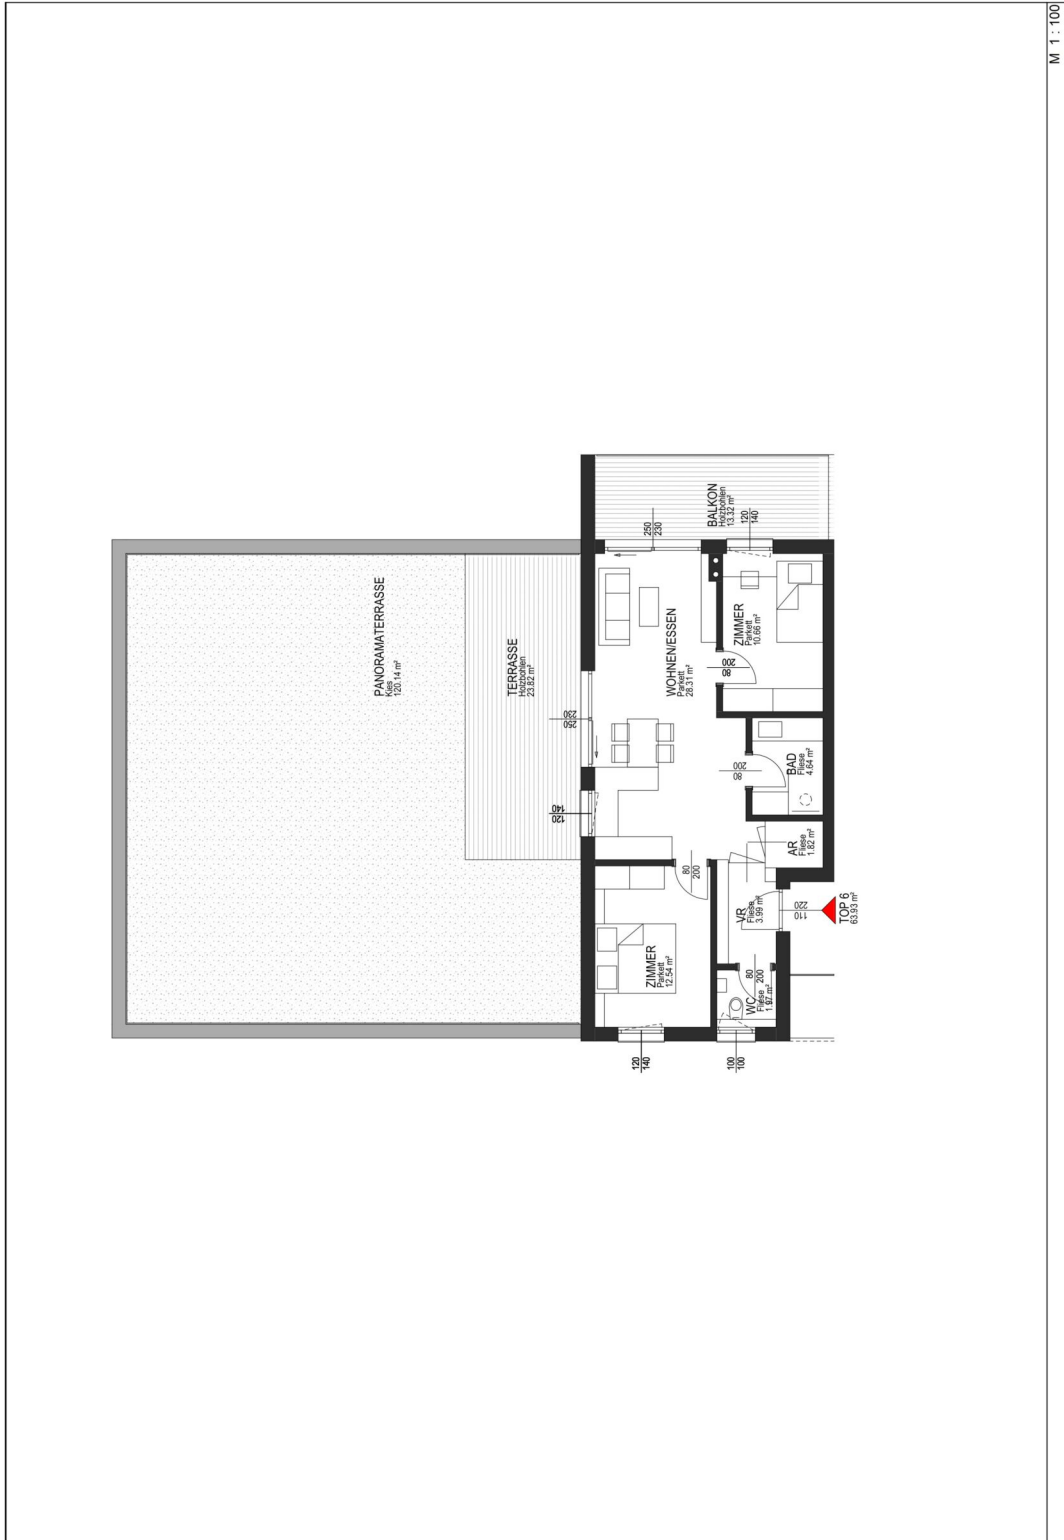 M 1 : 100
PANORAMATERRASSE
Kies
120.14 m²
TERRASSE
Holzbohlen
23.82 m²
BALKON
Holzbohlen
13.32 m²
250
230
120
140
250
230
120
140
WOHNEN/ESSEN
Parkett
28.31 m²
ZIMMER
Parkett
10.66 m²
80
200
BAD
Fliese
4.64 m²
80
200
AR
Fliese
1.82 m²
VR
Fliese
3.99 m²
80
200
ZIMMER
Parkett
12.54 m²
WC
Fliese
1.97 m²
80
200
110
220
TOP 6
63.93 m²
120
140
100
100